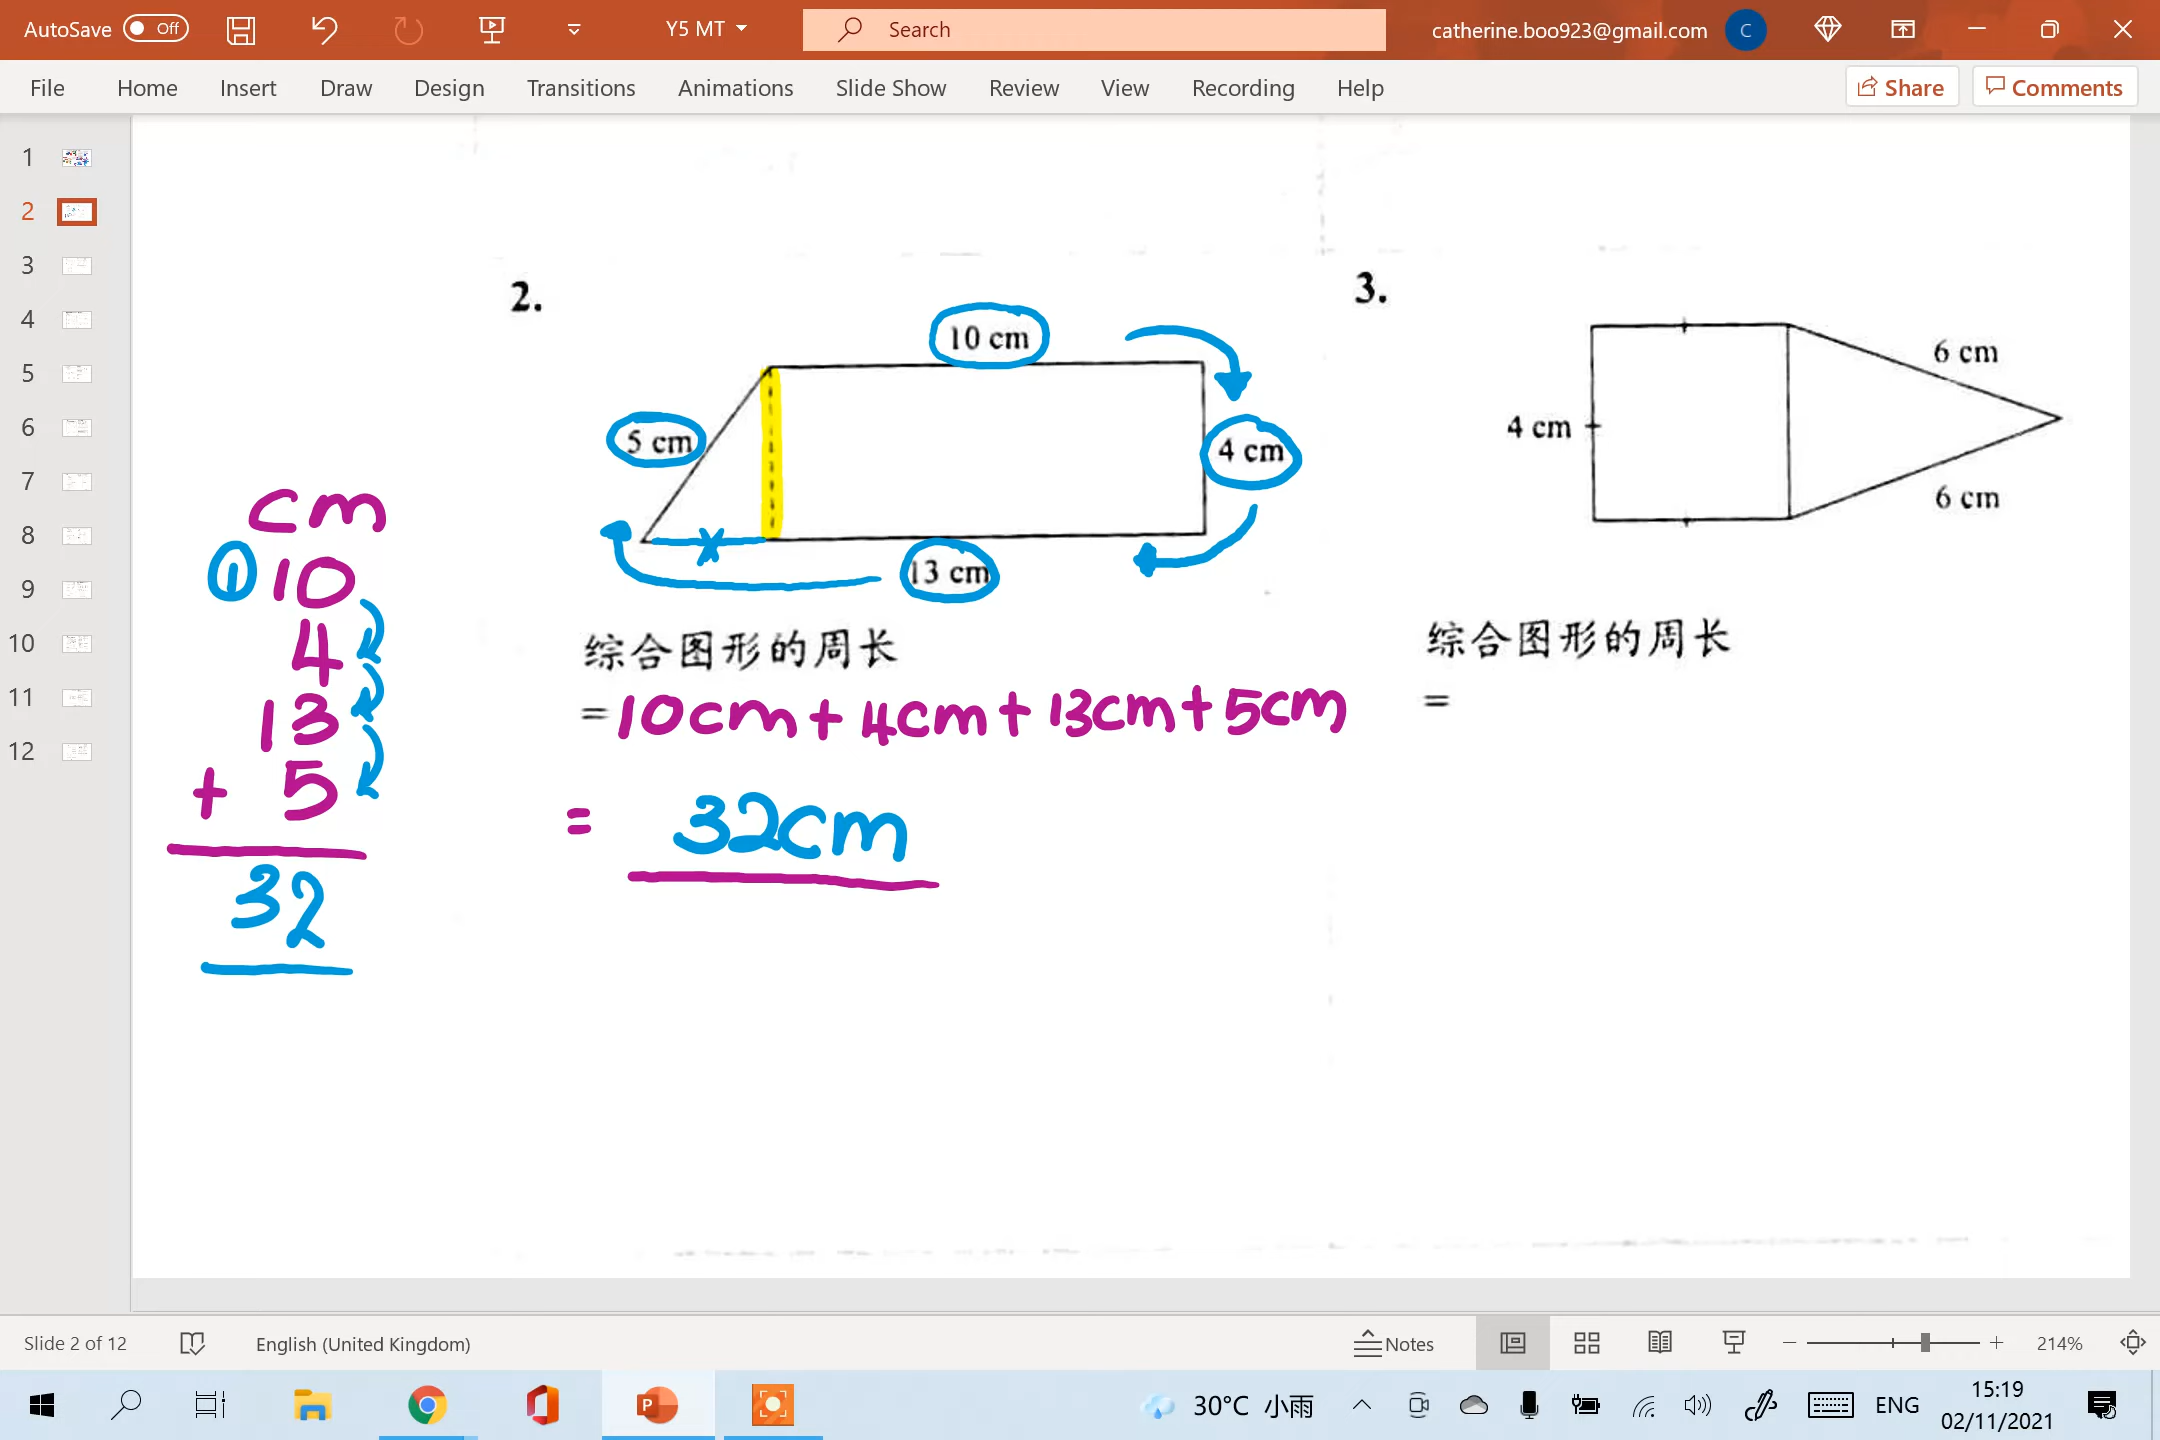 AutoSave Off Y5 MT Search catherine.boo923@gmail.com C
File Home Insert Draw Design Transitions Animations Slide Show Review View Recording Help Share Comments
1
2
3
4
5
6
7
8
9
10
11
12
2.
10 cm
5 cm
4 cm
13 cm
综合图形的周长
=10cm+4cm+13cm+5cm
= 32cm
cm
① 10
4
13
+ 5
32
3.
6 cm
4 cm
6 cm
综合图形的周长
=
Slide 2 of 12 English (United Kingdom) Notes 214%
30°C 小雨 ENG 15:19
02/11/2021